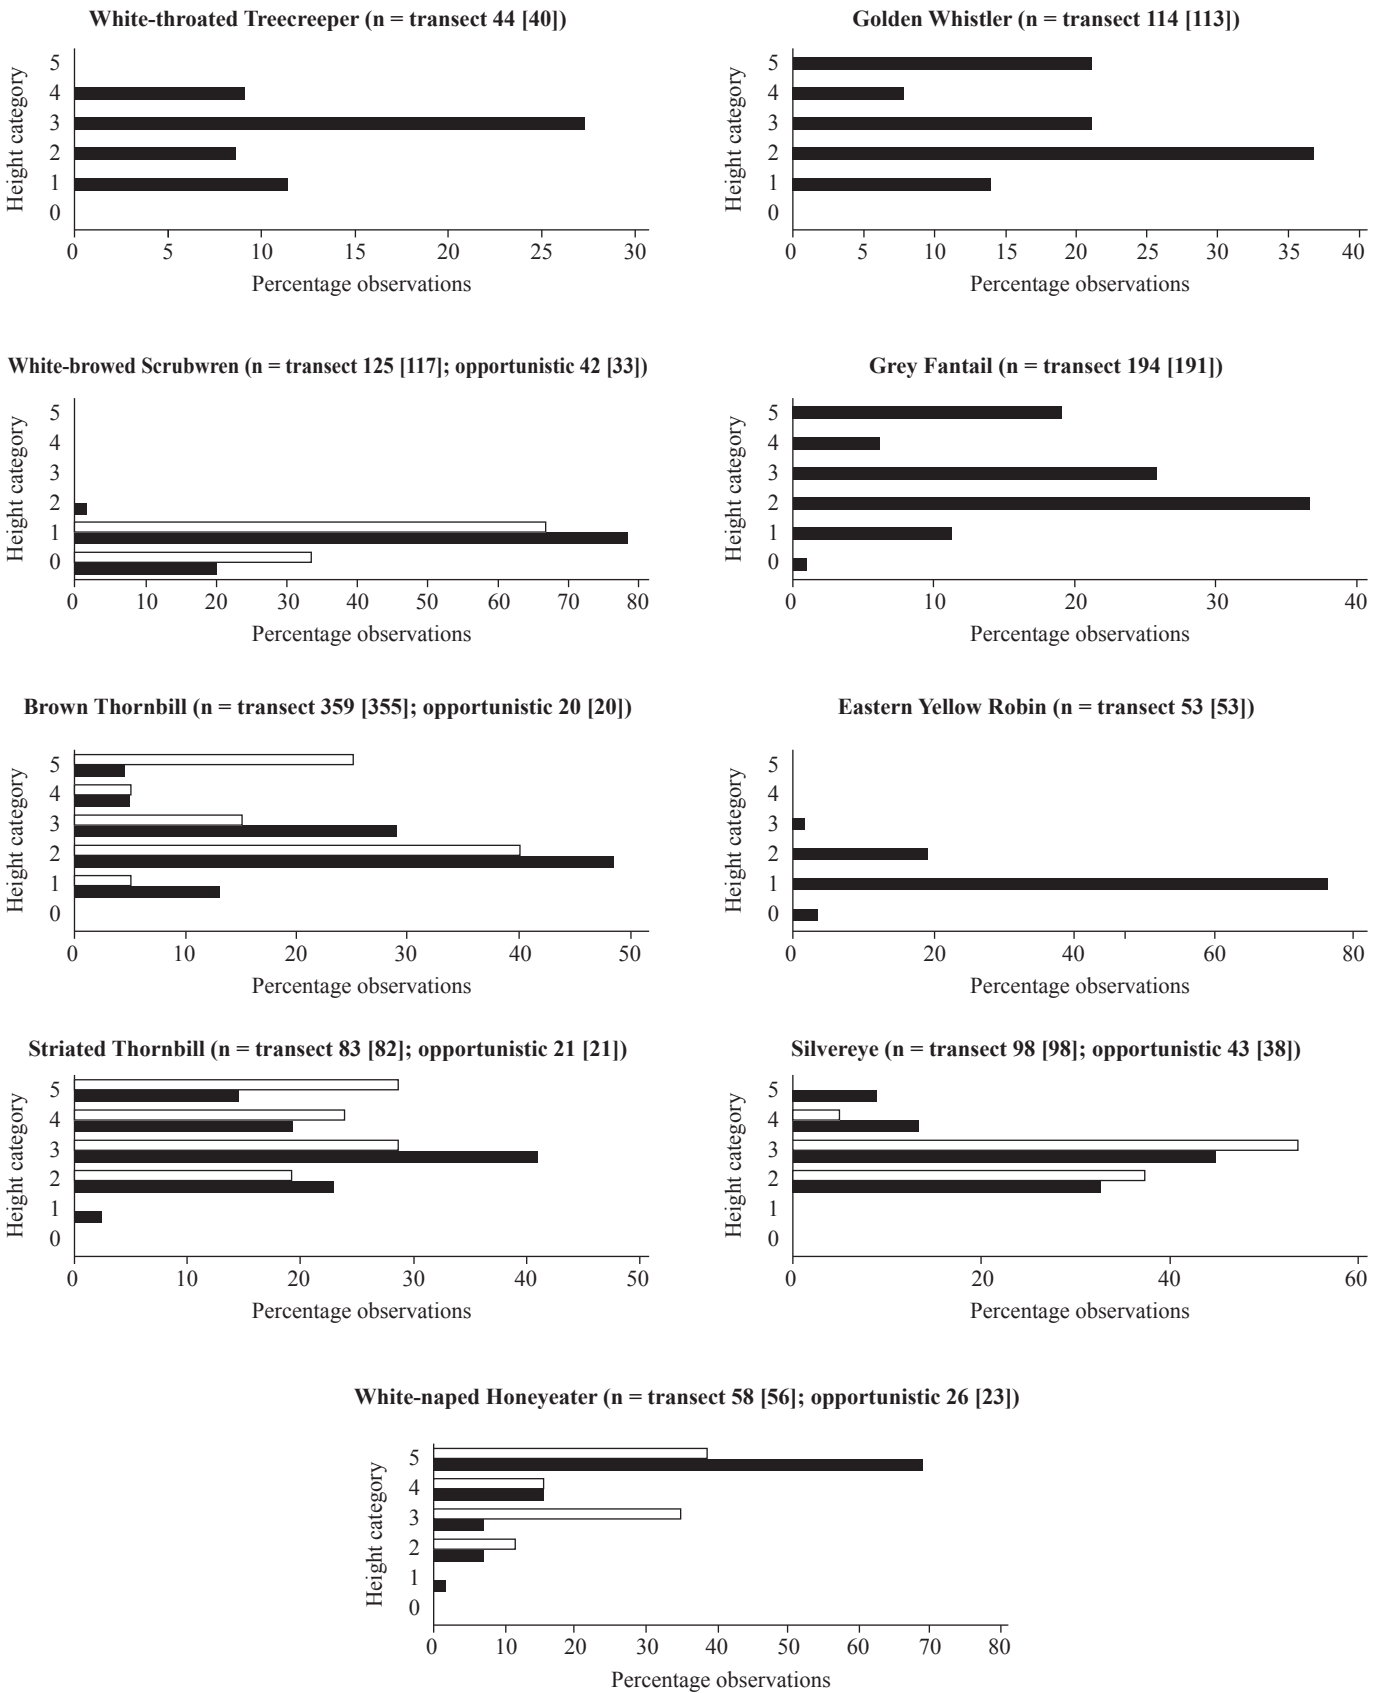 White-throated Treecreeper (n = transect 44 [40])
Height category
5
4
3
2
1
0
0 5 10 15 20 25 30
Percentage observations
Golden Whistler (n = transect 114 [113])
Height category
5
4
3
2
1
0
0 5 10 15 20 25 30 35 40
Percentage observations
White-browed Scrubwren (n = transect 125 [117]; opportunistic 42 [33])
Height category
5
4
3
2
1
0
0 10 20 30 40 50 60 70 80
Percentage observations
Grey Fantail (n = transect 194 [191])
Height category
5
4
3
2
1
0
0 10 20 30 40
Percentage observations
Brown Thornbill (n = transect 359 [355]; opportunistic 20 [20])
Height category
5
4
3
2
1
0
0 10 20 30 40 50
Percentage observations
Eastern Yellow Robin (n = transect 53 [53])
Height category
5
4
3
2
1
0
0 20 40 60 80
Percentage observations
Striated Thornbill (n = transect 83 [82]; opportunistic 21 [21])
Height category
5
4
3
2
1
0
0 10 20 30 40 50
Percentage observations
Silvereye (n = transect 98 [98]; opportunistic 43 [38])
Height category
5
4
3
2
1
0
0 20 40 60
Percentage observations
White-naped Honeyeater (n = transect 58 [56]; opportunistic 26 [23])
Height category
5
4
3
2
1
0
0 10 20 30 40 50 60 70 80
Percentage observations